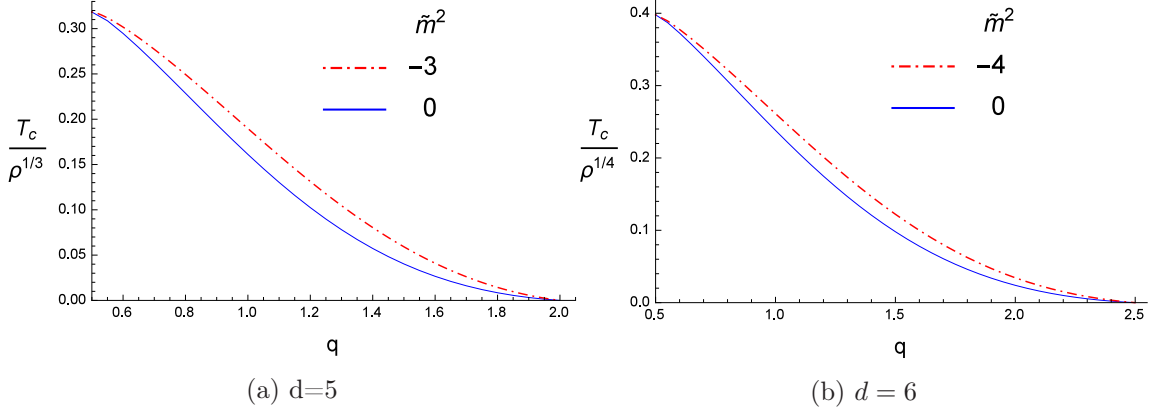 m̃²
−3
0
T_c
ρ^{1/3}
0.30
0.25
0.20
0.15
0.10
0.05
0.00
0.6 0.8 1.0 1.2 1.4 1.6 1.8 2.0
q
(a) d=5
m̃²
−4
0
T_c
ρ^{1/4}
0.4
0.3
0.2
0.1
0.0
0.5 1.0 1.5 2.0 2.5
q
(b) d = 6